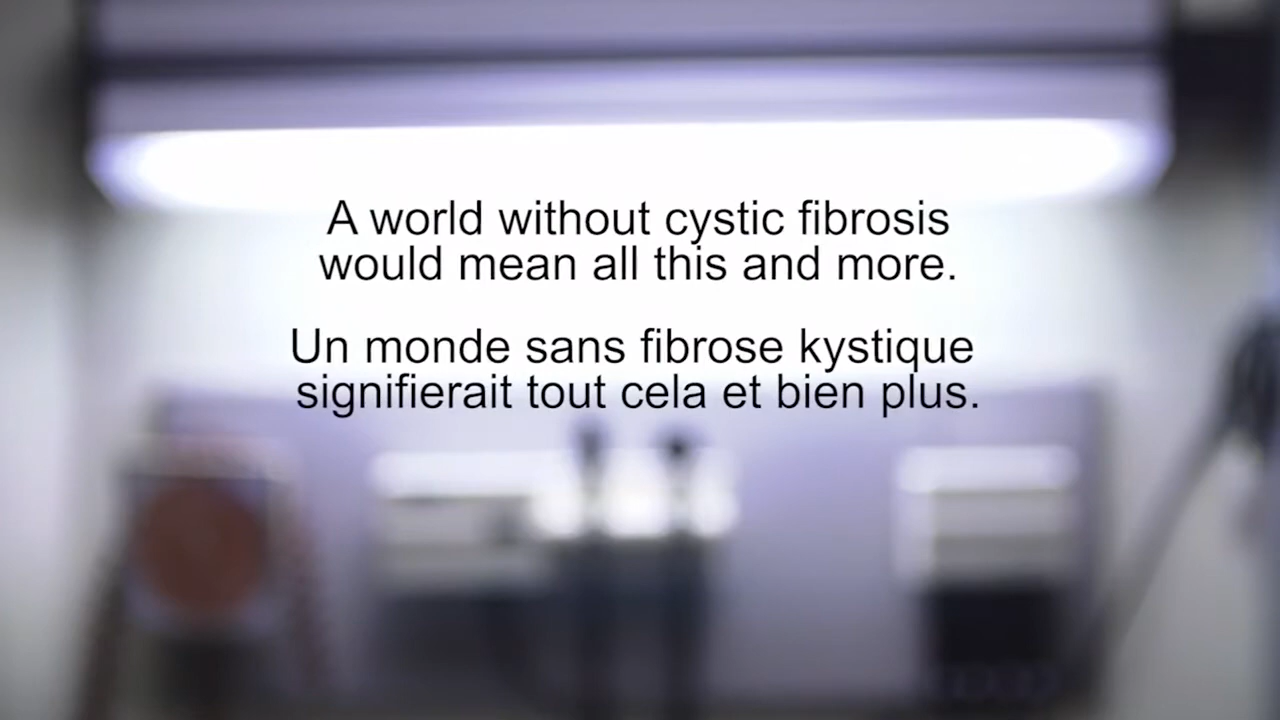 A world without cystic fibrosis
would mean all this and more.
Un monde sans fibrose kystique
signifierait tout cela et bien plus.